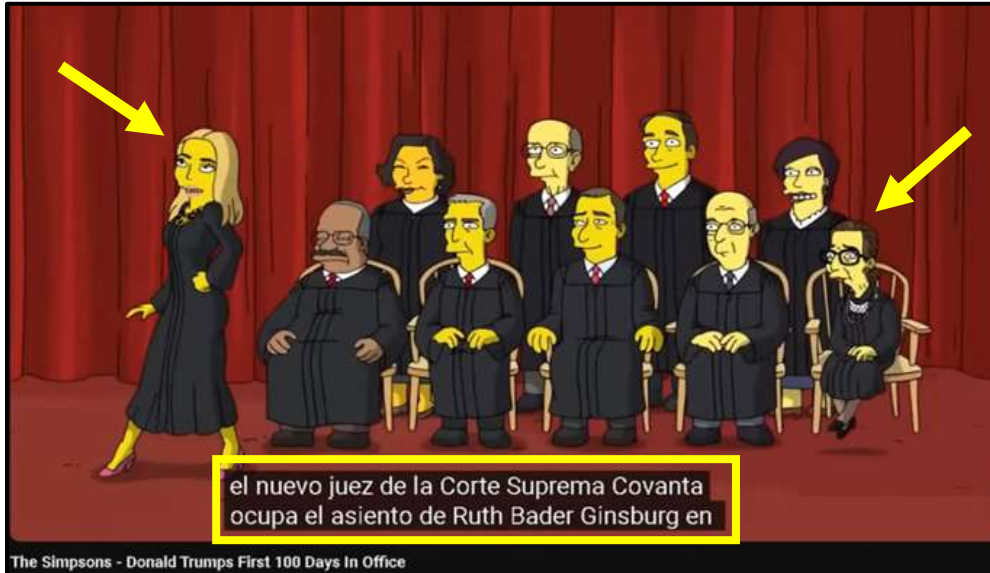 el nuevo juez de la Corte Suprema Covanta
ocupa el asiento de Ruth Bader Ginsburg en
The Simpsons - Donald Trumps First 100 Days In Office